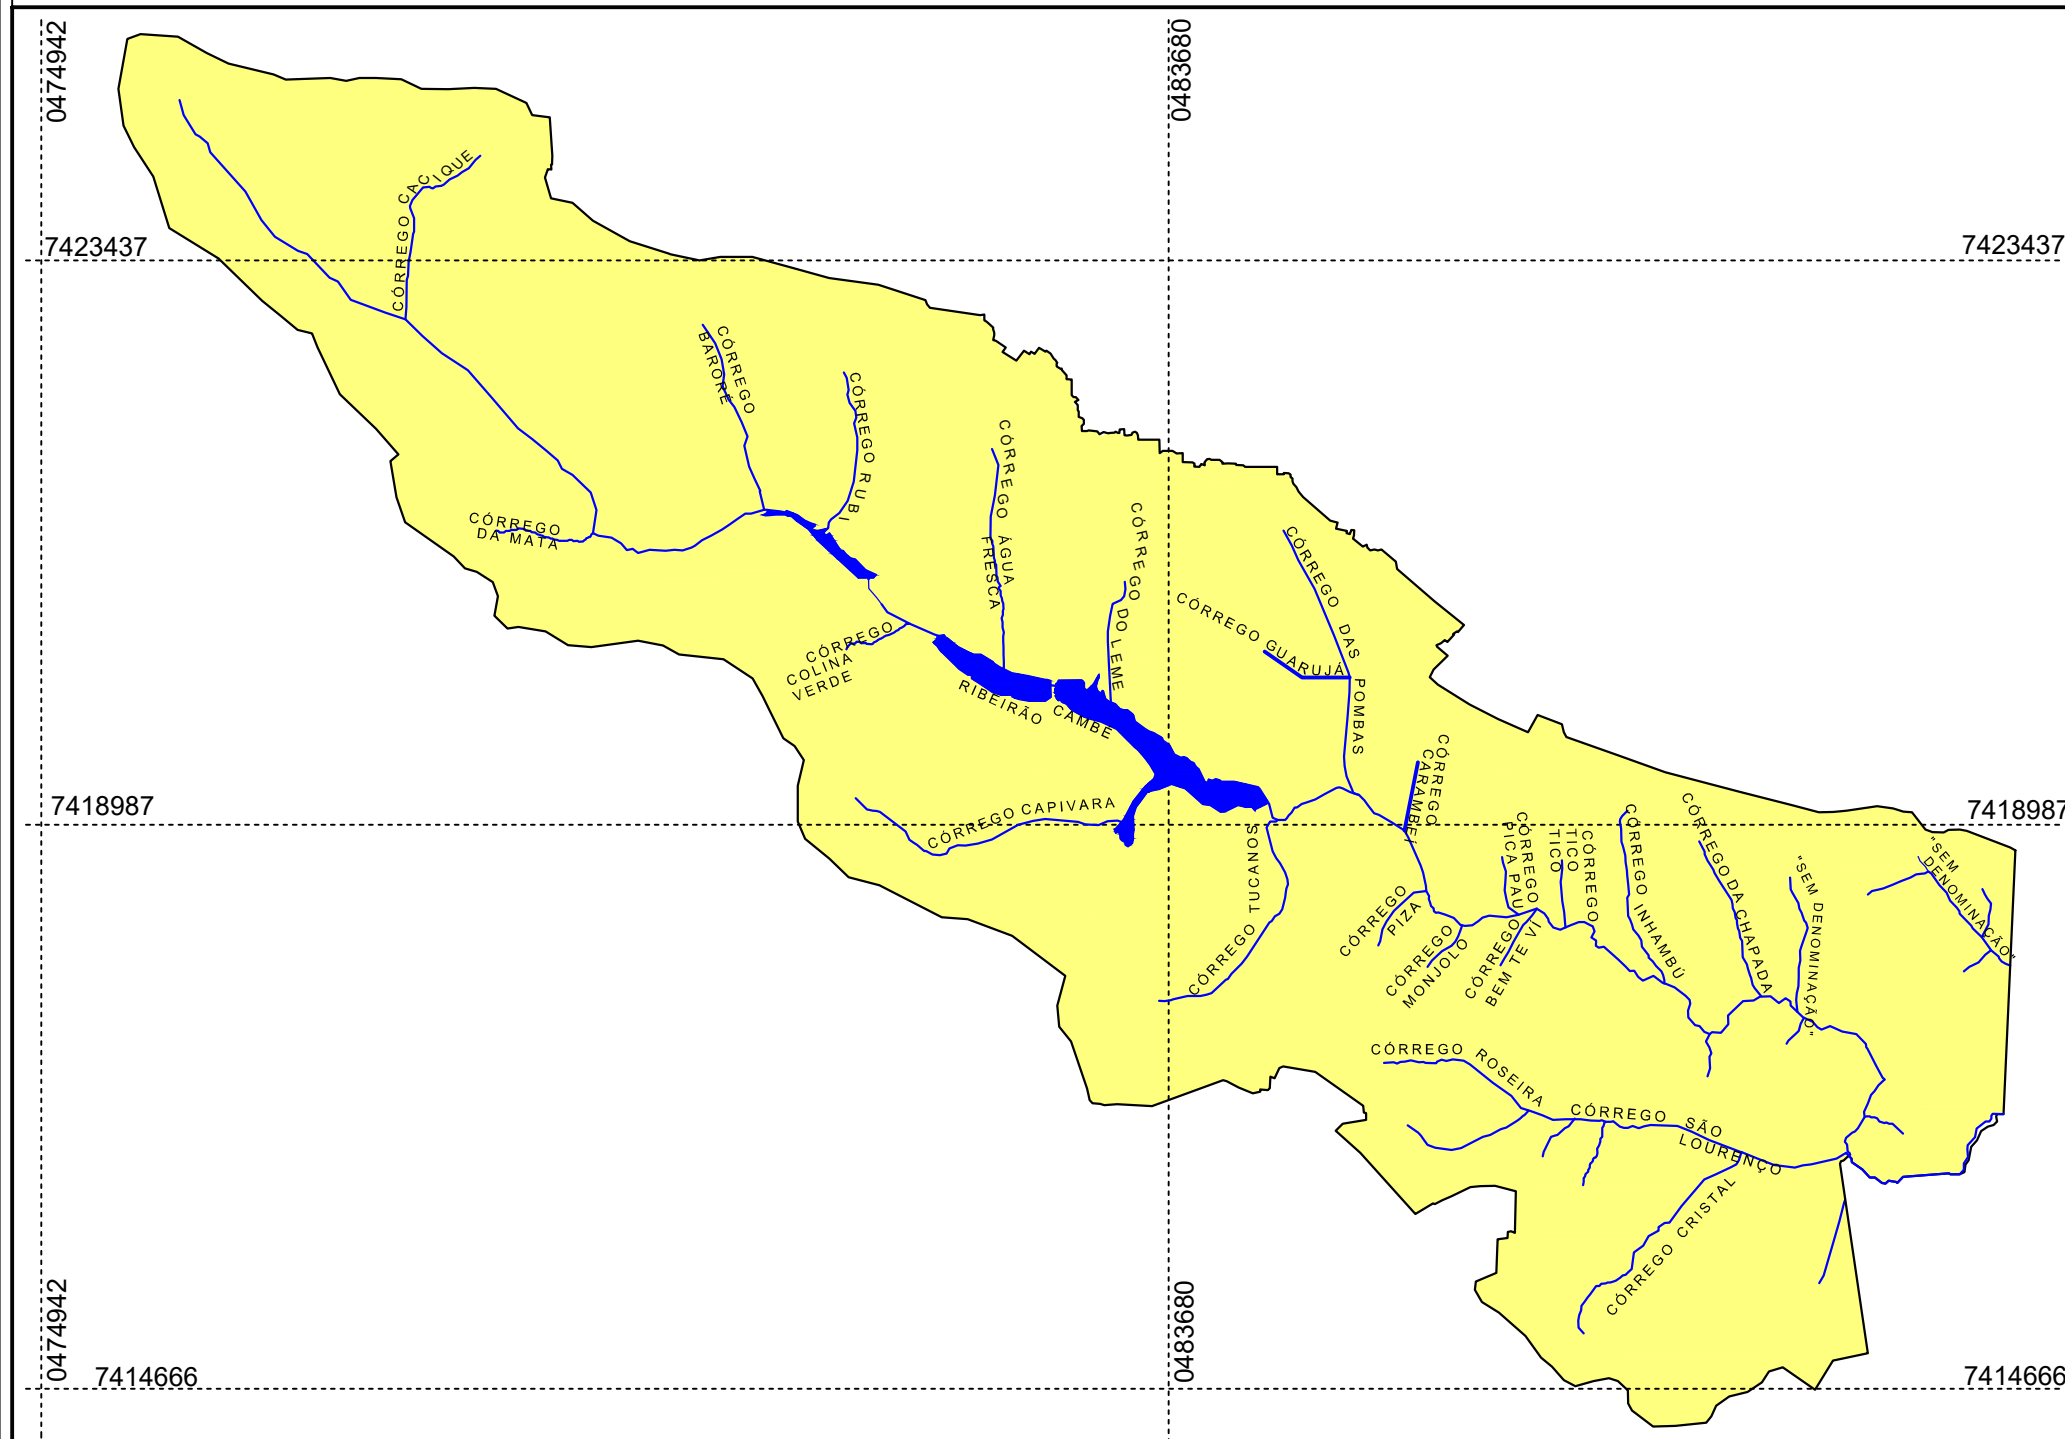 0474942
0483680
7423437
7423437
CÓRREGO CACIQUE
CÓRREGO
BARORÉ
CÓRREGO RUBI
CÓRREGO ÁGUA
FRESCA
CÓRREGO
DO LEME
CÓRREGO
DA MATA
CÓRREGO DAS POMBAS
CÓRREGO GUARUJÁ
CÓRREGO
COLINA
VERDE
RIBEIRÃO CAMBÉ
CÓRREGO
CARAMBEÍ
7418987
7418987
CÓRREGO CAPIVARA
CÓRREGO TUCANOS
CÓRREGO
PICA PAU
CÓRREGO
TICO
TICO
CÓRREGO INHAMBÚ
CÓRREGO DA CHAPADA
"SEM DENOMINAÇÃO"
"SEM
DENOMINAÇÃO"
CÓRREGO
PIZA
CÓRREGO
MONJOLO
CÓRREGO
BEM TE VI
CÓRREGO ROSEIRA
CÓRREGO SÃO
LOURENÇO
CÓRREGO CRISTAL
0474942
0483680
7414666
7414666